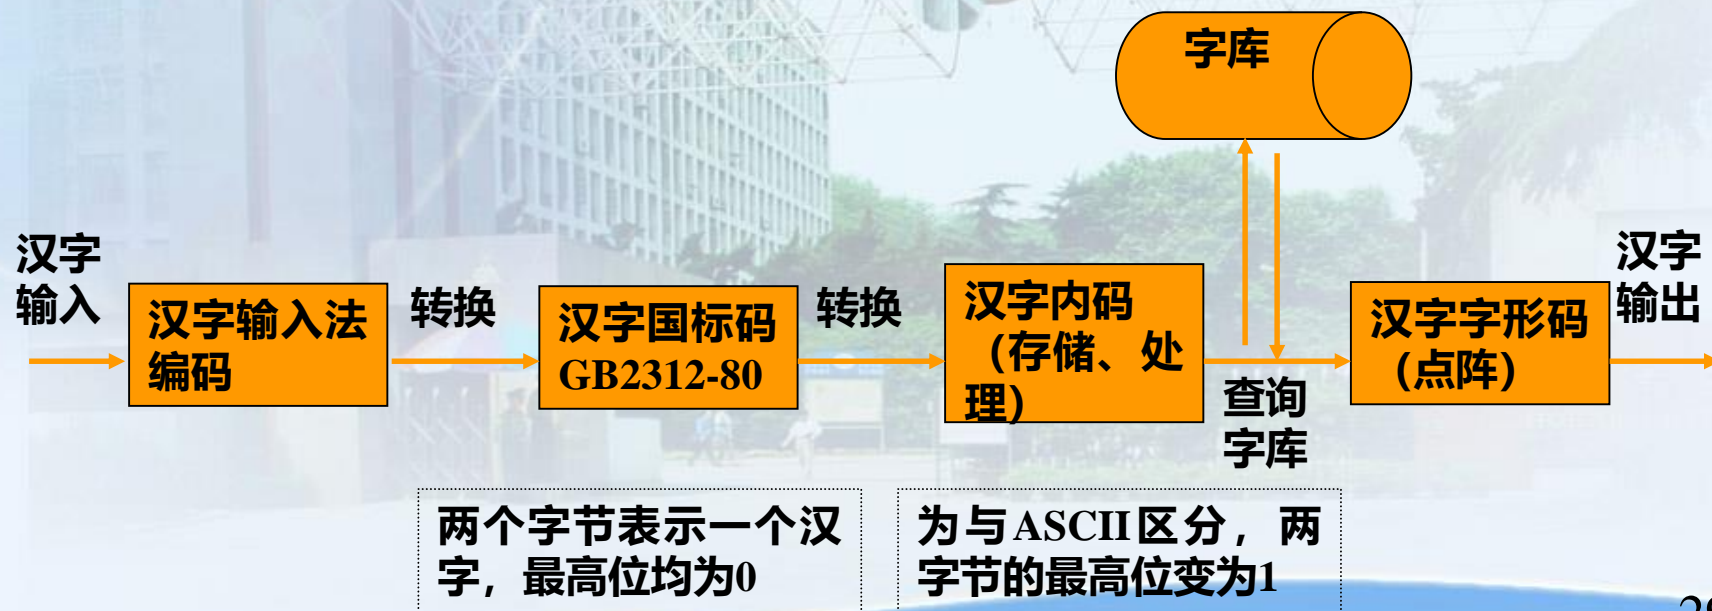 字库
汉字
输入
汉字输入法
编码
转换
汉字国标码
GB2312-80
转换
汉字内码
（存储、处
理）
查询
字库
汉字字形码
（点阵）
汉字
输出
两个字节表示一个汉
字，最高位均为0
为与ASCII区分，两
字节的最高位变为1